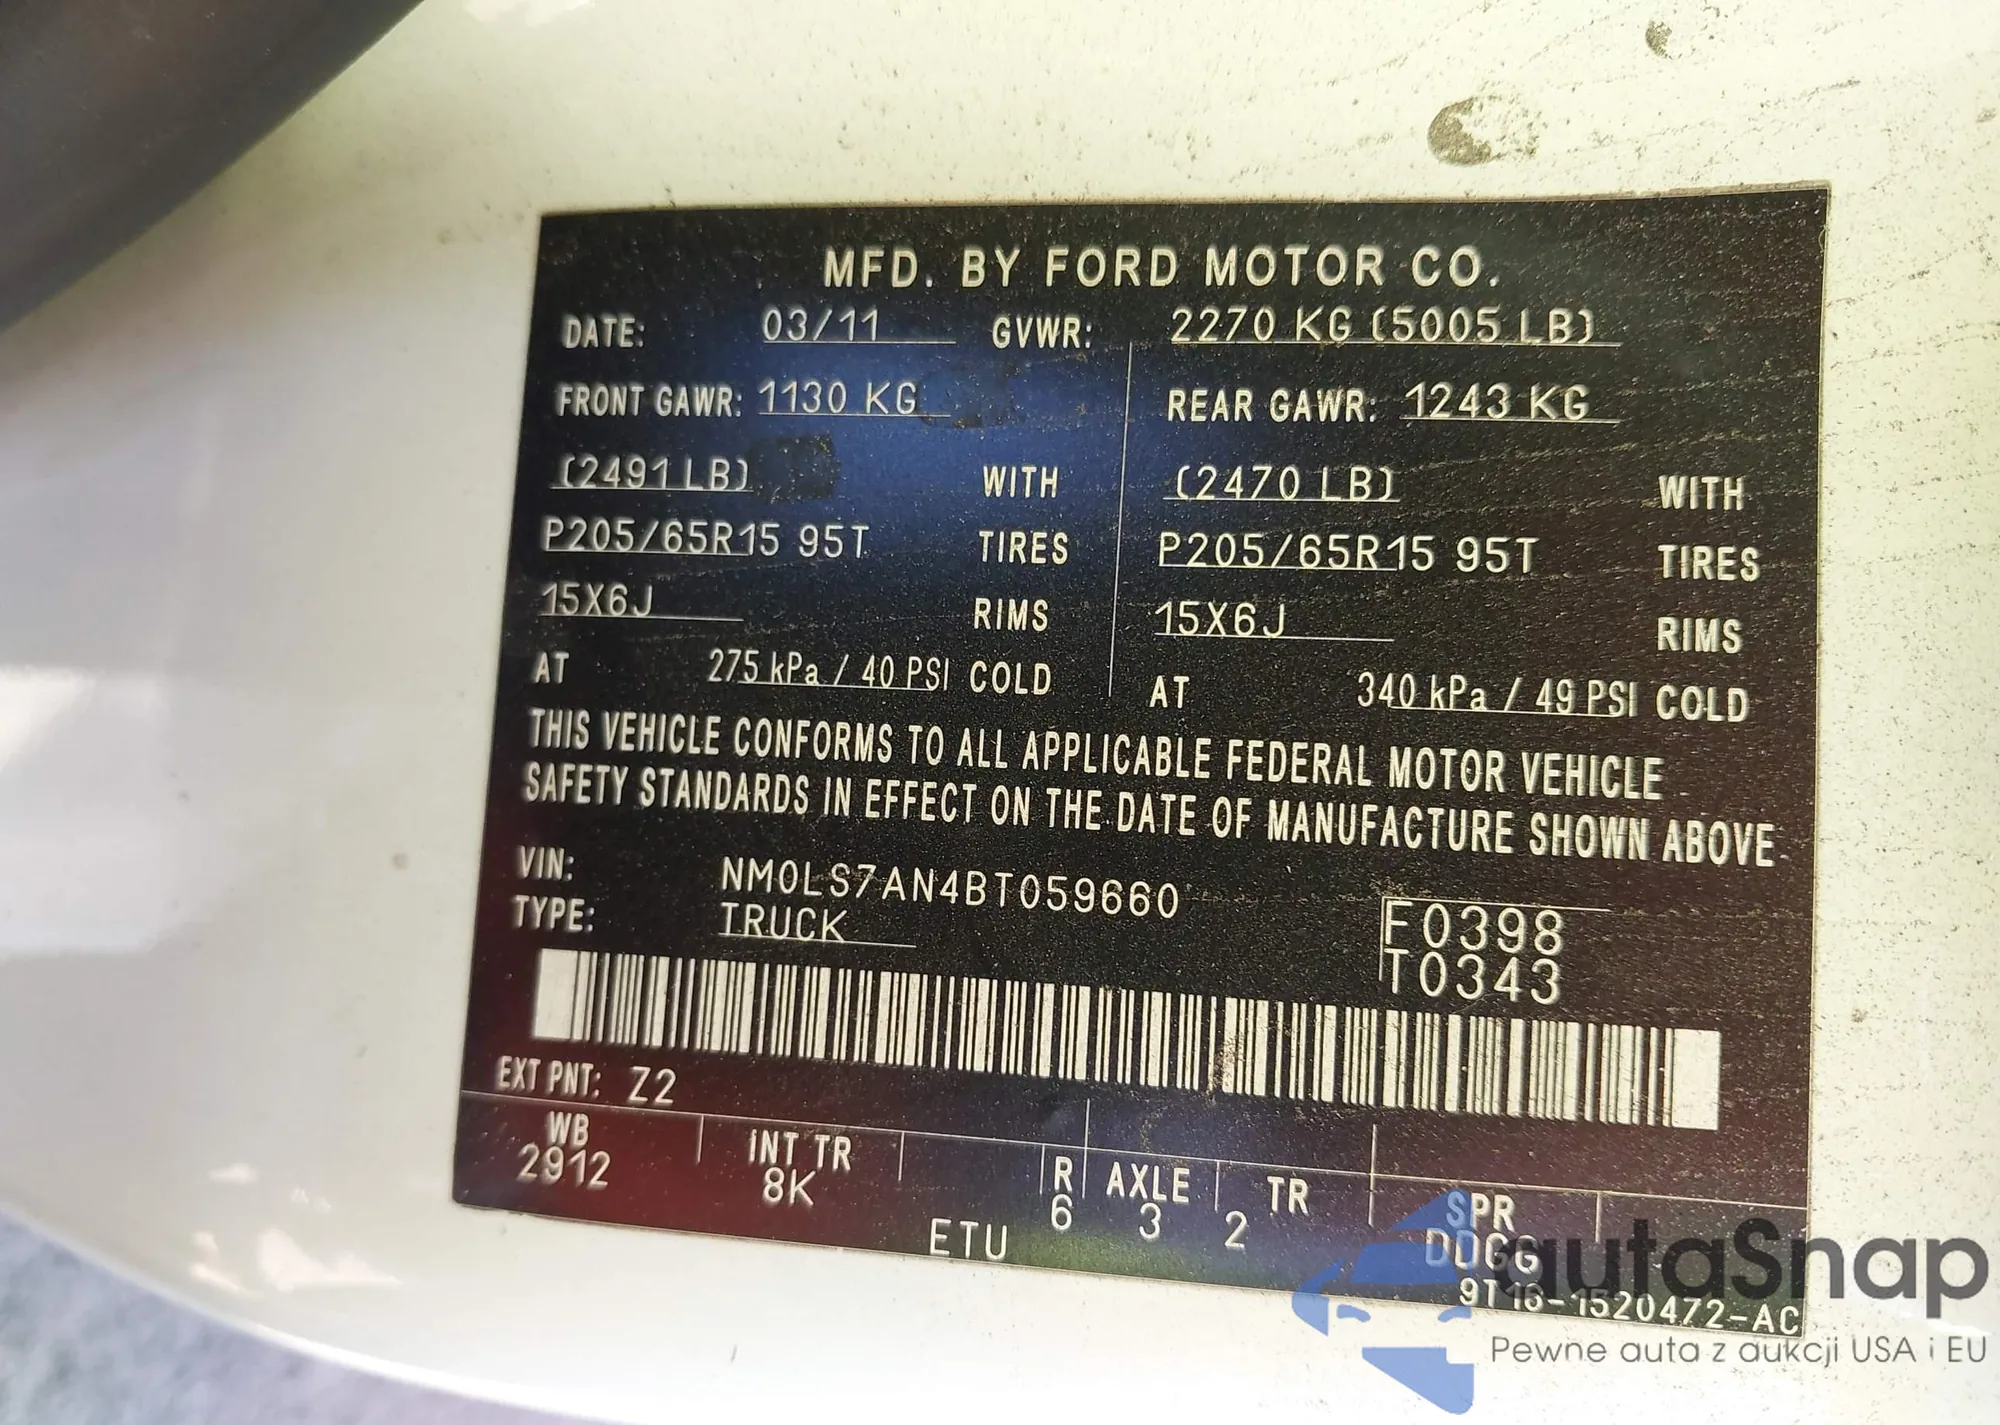 MFD. BY FORD MOTOR CO.
DATE: 03/11 GVWR: 2270 KG (5005 LB)
FRONT GAWR: 1130 KG REAR GAWR: 1243 KG
(2491 LB) WITH (2470 LB) WITH
P205/65R15 95T TIRES P205/65R15 95T TIRES
15X6J RIMS 15X6J RIMS
AT 275 kPa / 40 PSI COLD AT 340 kPa / 49 PSI COLD
THIS VEHICLE CONFORMS TO ALL APPLICABLE FEDERAL MOTOR VEHICLE
SAFETY STANDARDS IN EFFECT ON THE DATE OF MANUFACTURE SHOWN ABOVE
VIN: NM0LS7AN4BT059660
TYPE: TRUCK
F0398
T0343
EXT PNT: Z2
WB INT TR R AXLE TR SPR
2912 8K ETU 6 3 2 DDGG
9T16-1520472-AC
autaSnap
Pewne auta z aukcji USA i EU